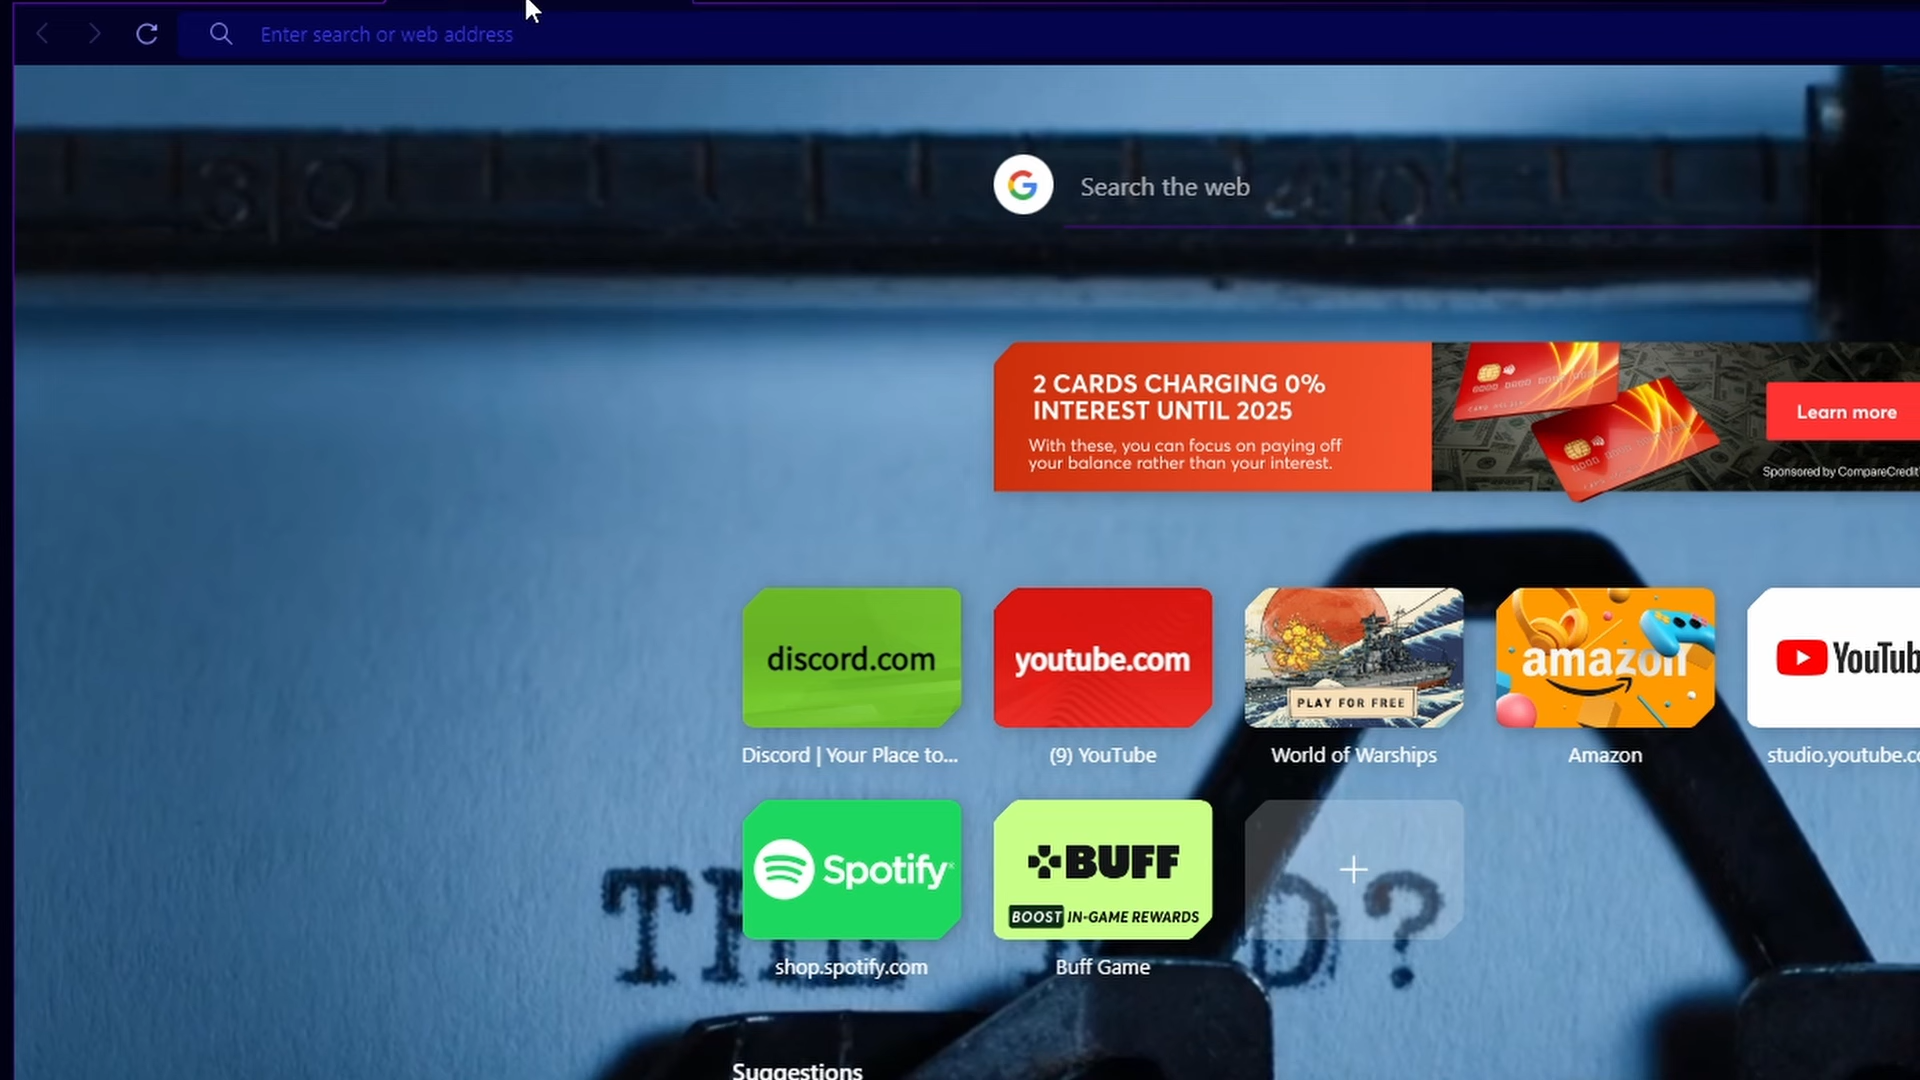 Enter search or web address
30
40
Search the web
2 CARDS CHARGING 0%
INTEREST UNTIL 2025
With these, you can focus on paying off
your balance rather than your interest.
Learn more
Sponsored by CompareCredit
discord.com
youtube.com
PLAY FOR FREE
amazon
YouTub
Discord | Your Place to...
(9) YouTube
World of Warships
Amazon
studio.youtube.co
Spotify
BUFF
BOOST IN-GAME REWARDS
shop.spotify.com
Buff Game
Suggestions